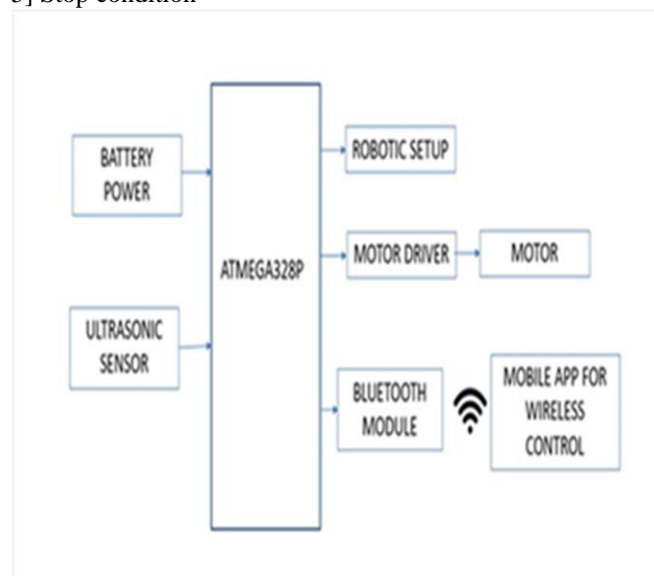 5] Stop condition
BATTERY
POWER
ULTRASONIC
SENSOR
ATMEGA328P
ROBOTIC SETUP
MOTOR DRIVER
MOTOR
BLUETOOTH
MODULE
MOBILE APP FOR
WIRELESS
CONTROL